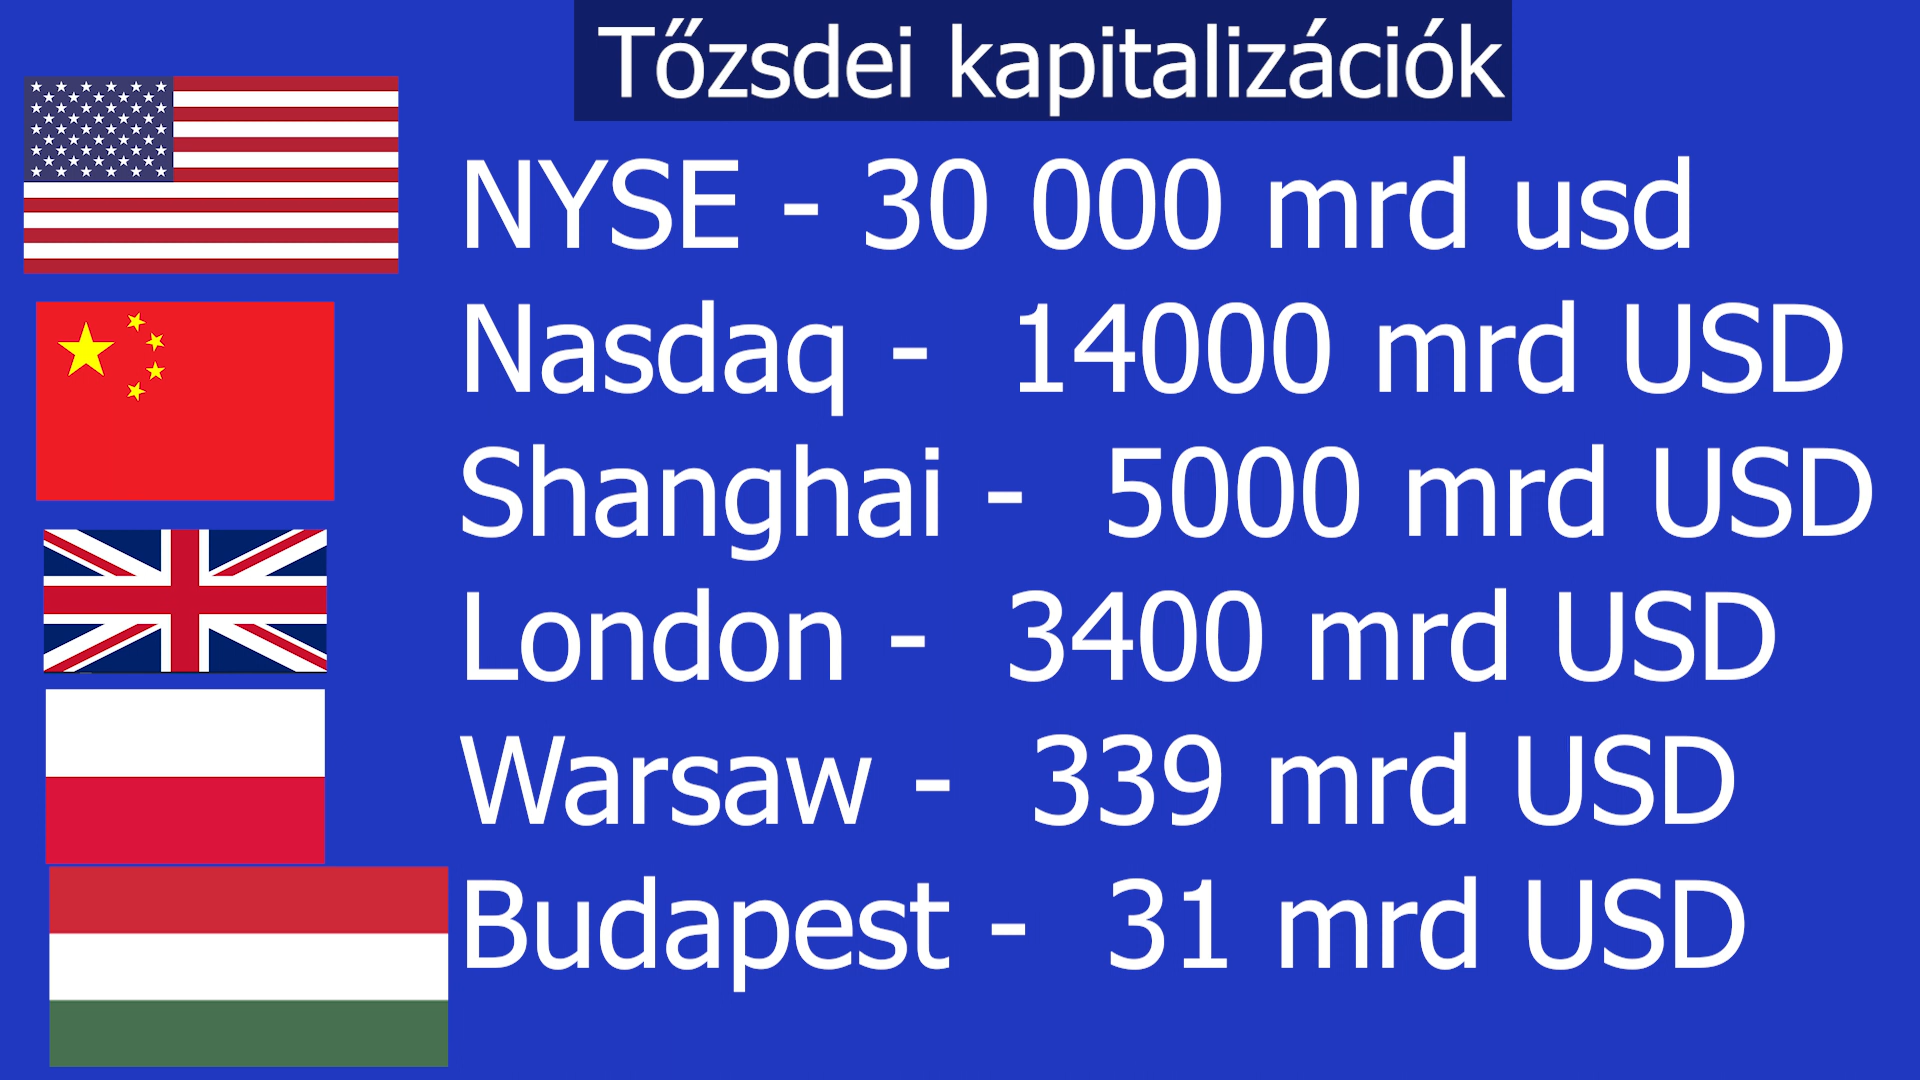 Tőzsdei kapitalizációk
NYSE - 30 000 mrd usd
Nasdaq - 14000 mrd USD
Shanghai - 5000 mrd USD
London - 3400 mrd USD
Warsaw - 339 mrd USD
Budapest - 31 mrd USD